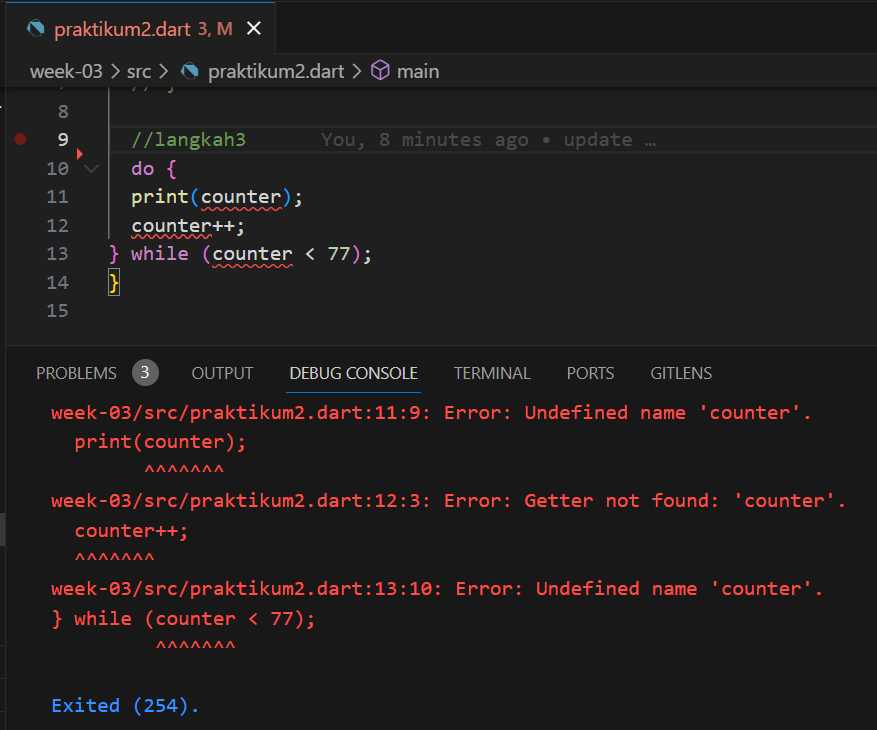 praktikum2.dart 3, M
week-03 > src > praktikum2.dart > main
8
9 //langkah3 You, 8 minutes ago • update …
10 do {
11 print(counter);
12 counter++;
13 } while (counter < 77);
14 }
15
PROBLEMS 3 OUTPUT DEBUG CONSOLE TERMINAL PORTS GITLENS
week-03/src/praktikum2.dart:11:9: Error: Undefined name 'counter'.
print(counter);
^^^^^^^
week-03/src/praktikum2.dart:12:3: Error: Getter not found: 'counter'.
counter++;
^^^^^^^
week-03/src/praktikum2.dart:13:10: Error: Undefined name 'counter'.
} while (counter < 77);
^^^^^^^
Exited (254).